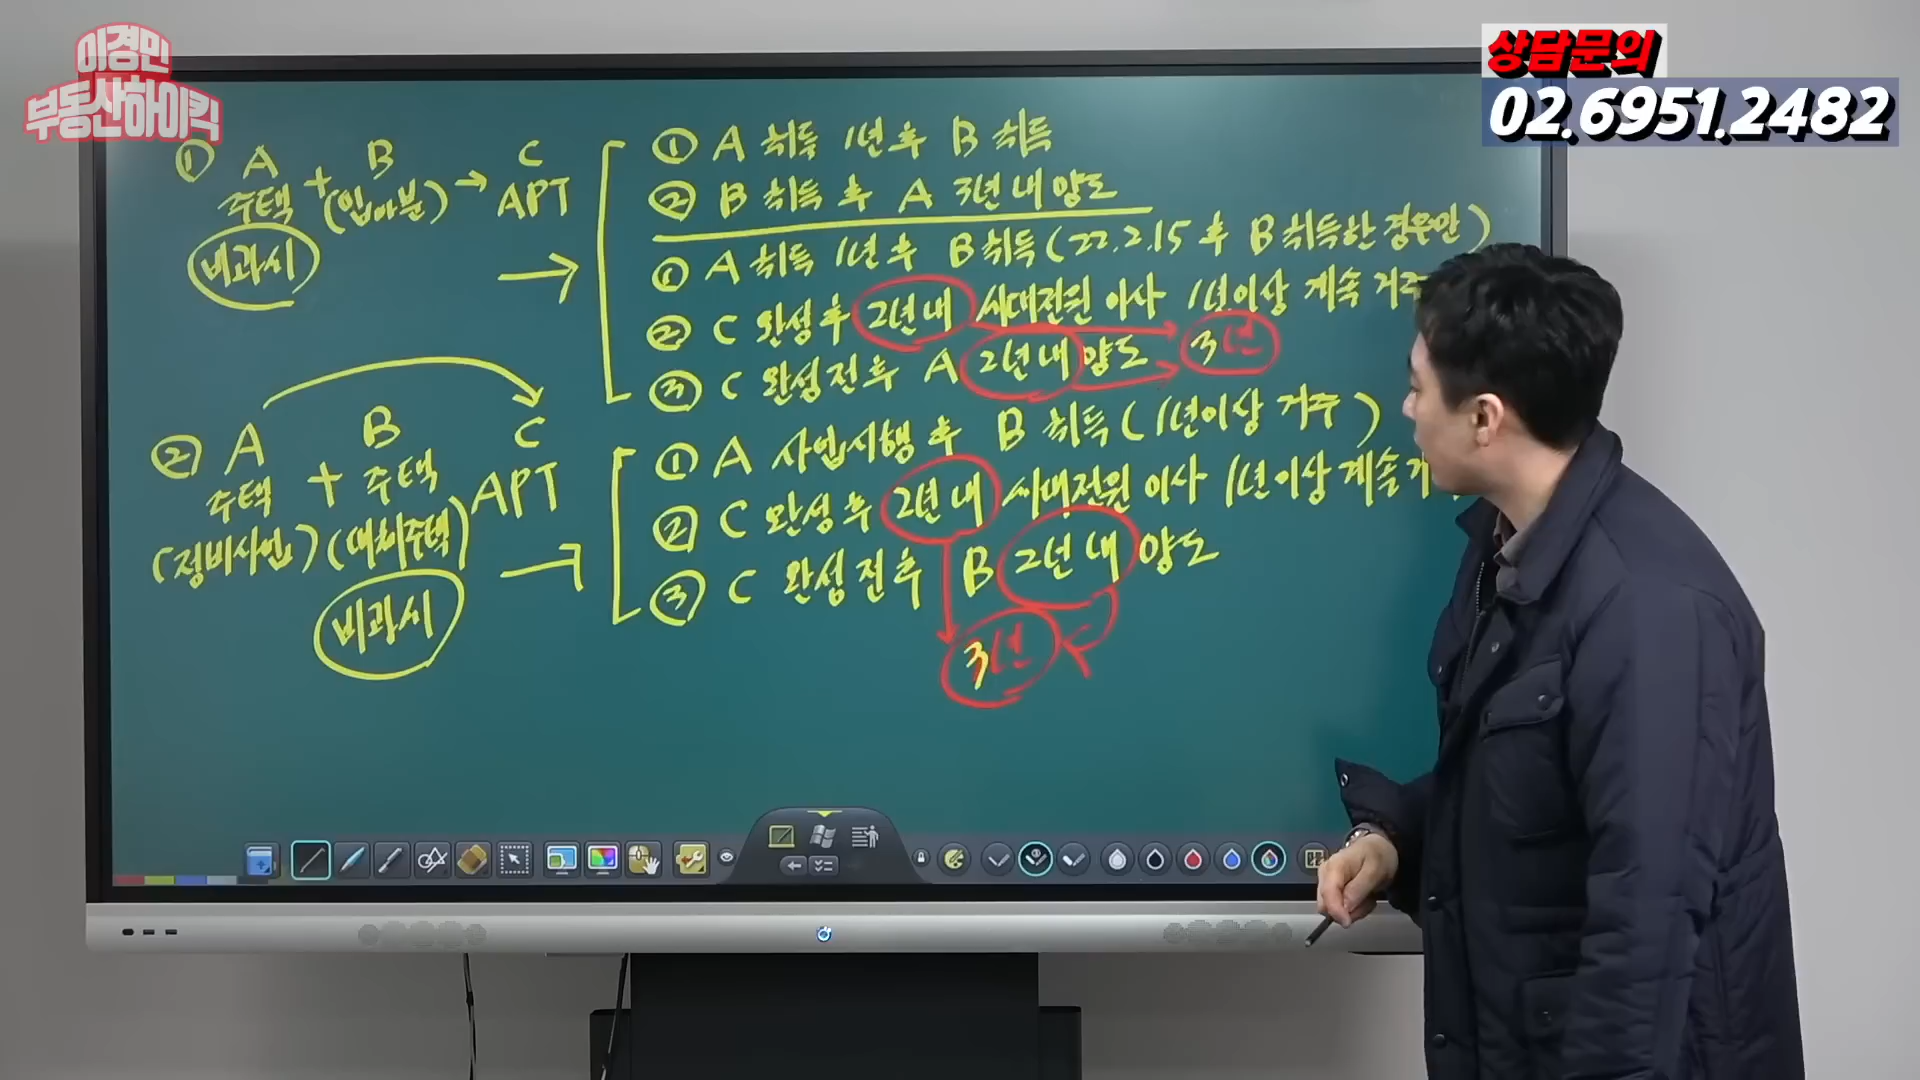 이경민
부동산하이킥
상담문의
02.6951.2482
① A + B → C
주택 (입아분) APT
비과세
→
① A 취득 1년 후 B 취득
② B 취득 후 A 3년 내 양도
① A 취득 1년 후 B 취득 (22.2.15 후 B 취득한 경우만)
② C 완성 후 2년 내 세대전원 이사 1년이상 계속 거주
③ C 완성 전후 A 2년 내 양도
3년
② A + B C
주택 주택 APT
(정비사업) (대체주택)
비과세
→
① A 사업시행 후 B 취득 (1년이상 거주)
② C 완성 후 2년 내 세대전원 이사 1년이상 계속
③ C 완성 전후 B 2년 내 양도
3년